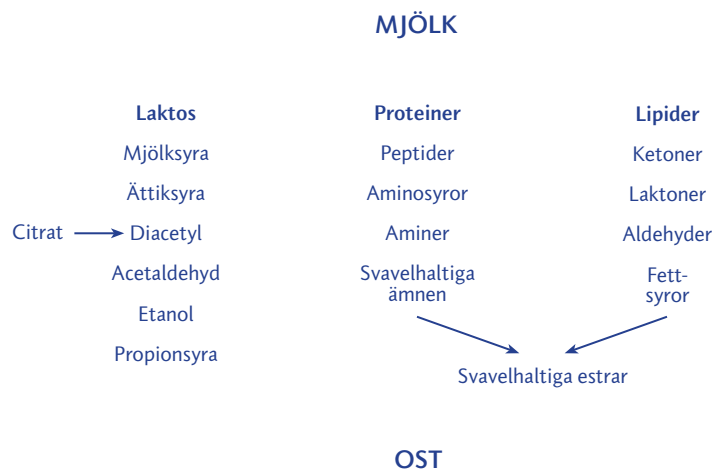 MJÖLK
Laktos Proteiner Lipider
Mjölksyra Peptider Ketoner
Ättiksyra Aminosyror Laktoner
Citrat Diacetyl Aminer Aldehyder
Acetaldehyd Svavelhaltiga Fett-
ämnen syror
Etanol
Propionsyra
Svavelhaltiga estrar
OST